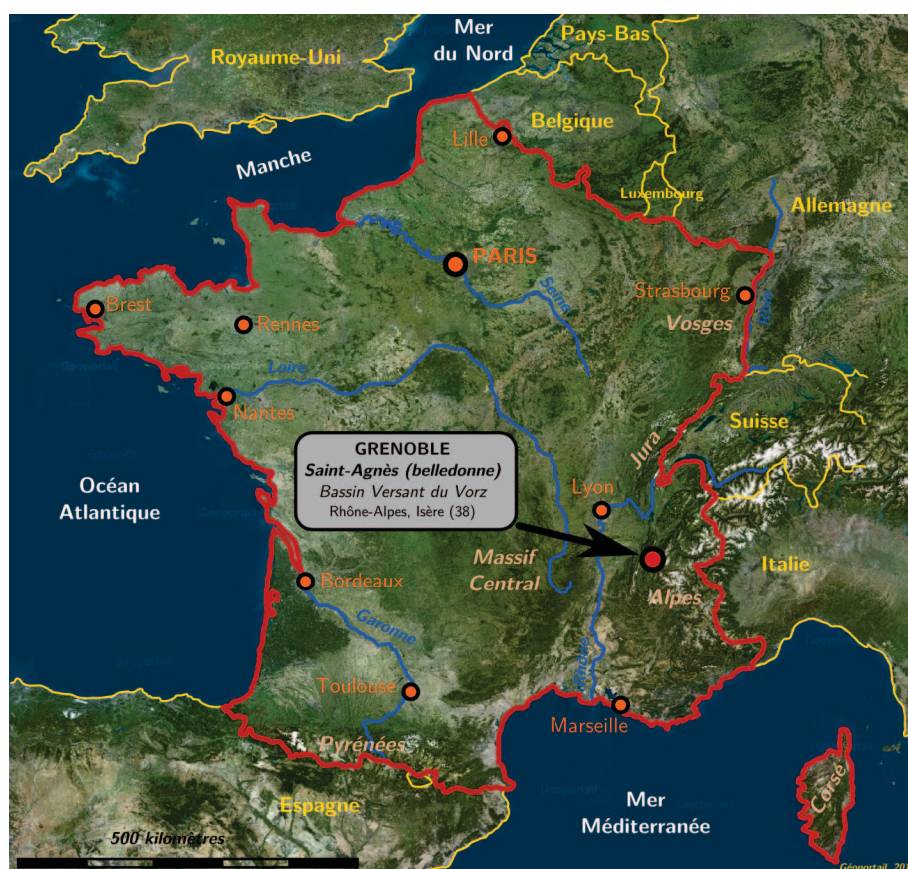 Mer
du Nord
Pays-Bas
Royaume-Uni
Belgique
Lille
Manche
Luxembourg
Allemagne
PARIS
Seine
Strasbourg
Rhin
Vosges
Brest
Rennes
Loire
Nantes
Suisse
Jura
GRENOBLE
Saint-Agnès (belledonne)
Bassin Versant du Vorz
Rhône-Alpes, Isère (38)
Océan
Atlantique
Lyon
Massif
Central
Italie
Bordeaux
Alpes
Garonne
Rhône
Toulouse
Marseille
Pyrénées
Corse
Espagne
Mer
Méditerranée
500 kilomètres
Géoportail, 201